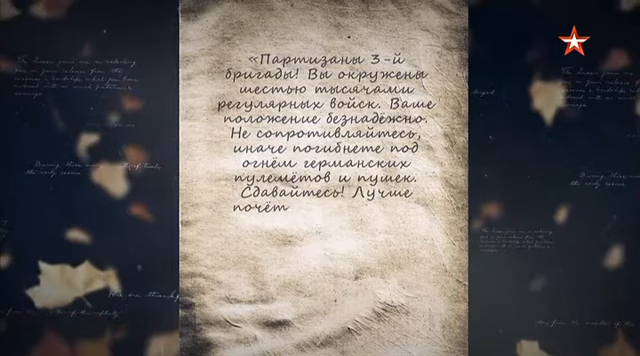 «Партизаны 3-й
бригады! Вы окружены
шестью тысячами
регулярных войск. Ваше
положение безнадёжно.
Не сопротивляйтесь,
иначе погибнете под
огнём германских
пулемётов и пушек.
Сдавайтесь! Лучше
почёт